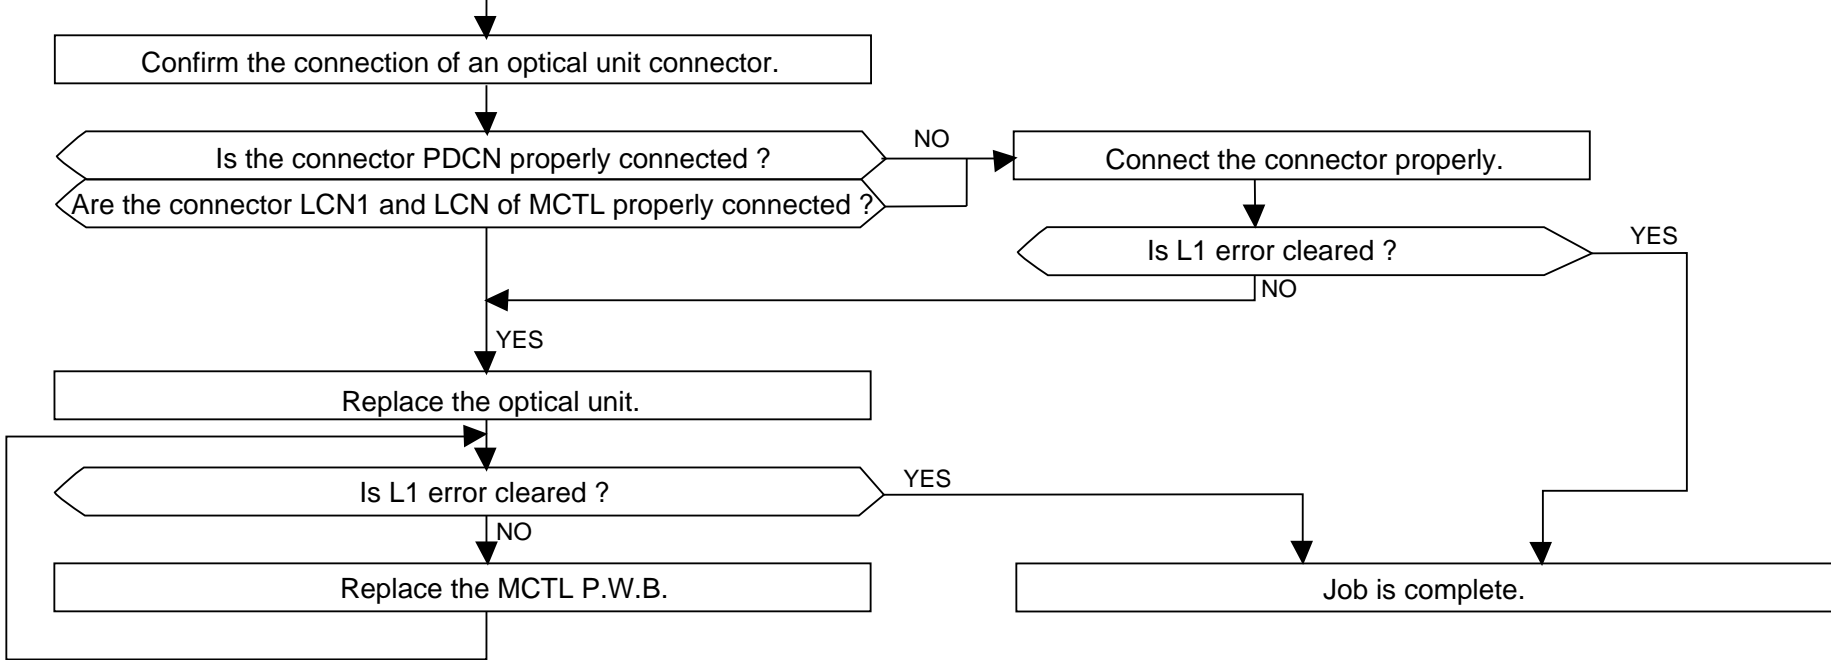 Confirm the connection of an optical unit connector.
Is the connector PDCN properly connected ?
NO
Connect the connector properly.
Are the connector LCN1 and LCN of MCTL properly connected ?
Is L1 error cleared ?
YES
NO
YES
Replace the optical unit.
Is L1 error cleared ?
YES
NO
Replace the MCTL P.W.B.
Job is complete.